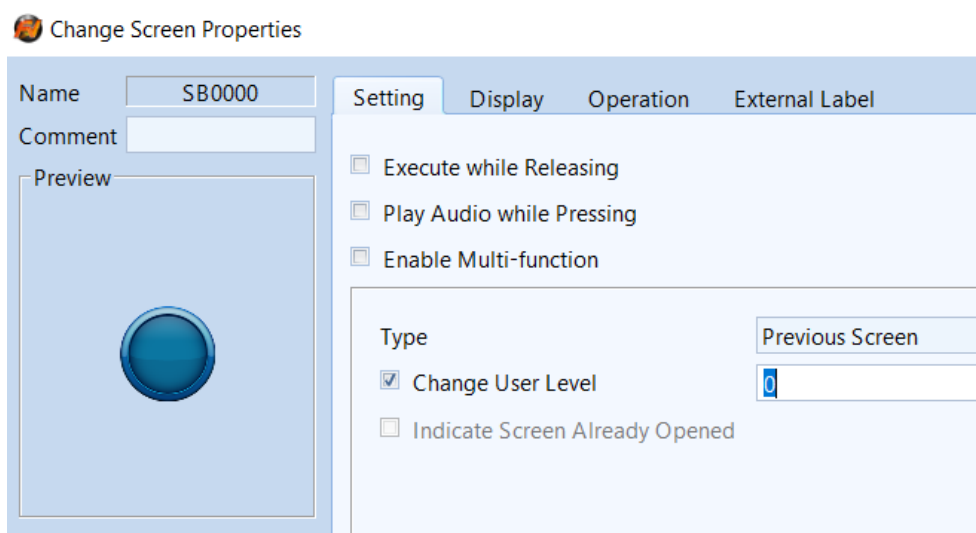 Change Screen Properties
Name SB0000
Comment
Preview
Setting Display Operation External Label
Execute while Releasing
Play Audio while Pressing
Enable Multi-function
Type Previous Screen
Change User Level 0
Indicate Screen Already Opened